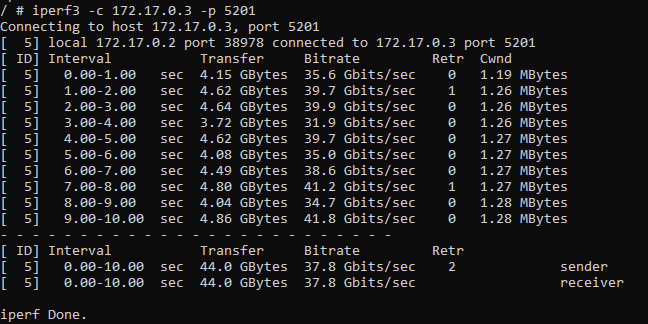 / # iperf3 -c 172.17.0.3 -p 5201
Connecting to host 172.17.0.3, port 5201
[  5] local 172.17.0.2 port 38978 connected to 172.17.0.3 port 5201
[ ID] Interval           Transfer     Bitrate         Retr  Cwnd
[  5]   0.00-1.00   sec  4.15 GBytes  35.6 Gbits/sec    0   1.19 MBytes
[  5]   1.00-2.00   sec  4.62 GBytes  39.7 Gbits/sec    1   1.26 MBytes
[  5]   2.00-3.00   sec  4.64 GBytes  39.9 Gbits/sec    0   1.26 MBytes
[  5]   3.00-4.00   sec  3.72 GBytes  31.9 Gbits/sec    0   1.26 MBytes
[  5]   4.00-5.00   sec  4.62 GBytes  39.7 Gbits/sec    0   1.27 MBytes
[  5]   5.00-6.00   sec  4.08 GBytes  35.0 Gbits/sec    0   1.27 MBytes
[  5]   6.00-7.00   sec  4.49 GBytes  38.6 Gbits/sec    0   1.27 MBytes
[  5]   7.00-8.00   sec  4.80 GBytes  41.2 Gbits/sec    1   1.27 MBytes
[  5]   8.00-9.00   sec  4.04 GBytes  34.7 Gbits/sec    0   1.28 MBytes
[  5]   9.00-10.00  sec  4.86 GBytes  41.8 Gbits/sec    0   1.28 MBytes
- - - - - - - - - - - - - - - - - - - - - - - - -
[ ID] Interval           Transfer     Bitrate         Retr
[  5]   0.00-10.00  sec  44.0 GBytes  37.8 Gbits/sec    2             sender
[  5]   0.00-10.00  sec  44.0 GBytes  37.8 Gbits/sec                  receiver
iperf Done.